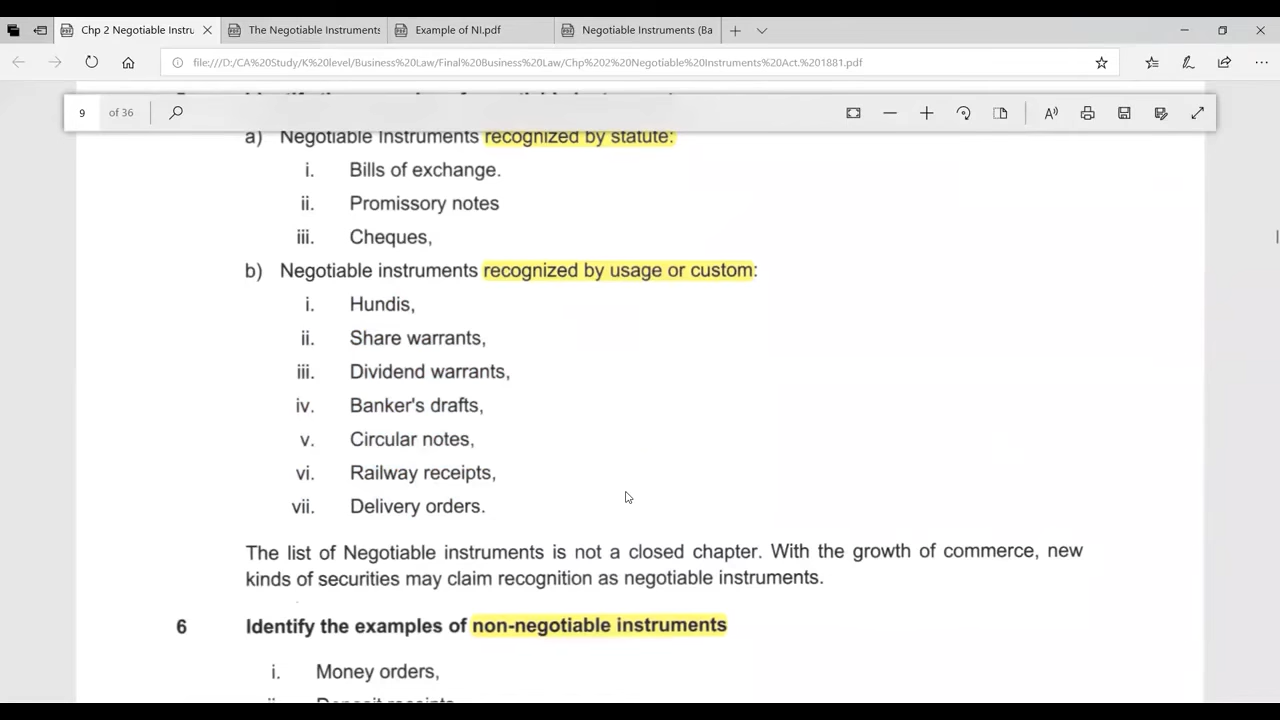 Chp 2 Negotiable Instru
The Negotiable Instruments
Example of NI.pdf
Negotiable Instruments (Ba
file:///D:/CA%20Study/K%20level/Business%20Law/Final%20Business%20Law/Chp%202%20Negotiable%20Instruments%20Act.%201881.pdf
9 of 36
a) Negotiable Instruments recognized by statute:
i. Bills of exchange.
ii. Promissory notes
iii. Cheques,
b) Negotiable instruments recognized by usage or custom:
i. Hundis,
ii. Share warrants,
iii. Dividend warrants,
iv. Banker's drafts,
v. Circular notes,
vi. Railway receipts,
vii. Delivery orders.
The list of Negotiable instruments is not a closed chapter. With the growth of commerce, new
kinds of securities may claim recognition as negotiable instruments.
6 Identify the examples of non-negotiable instruments
i. Money orders,